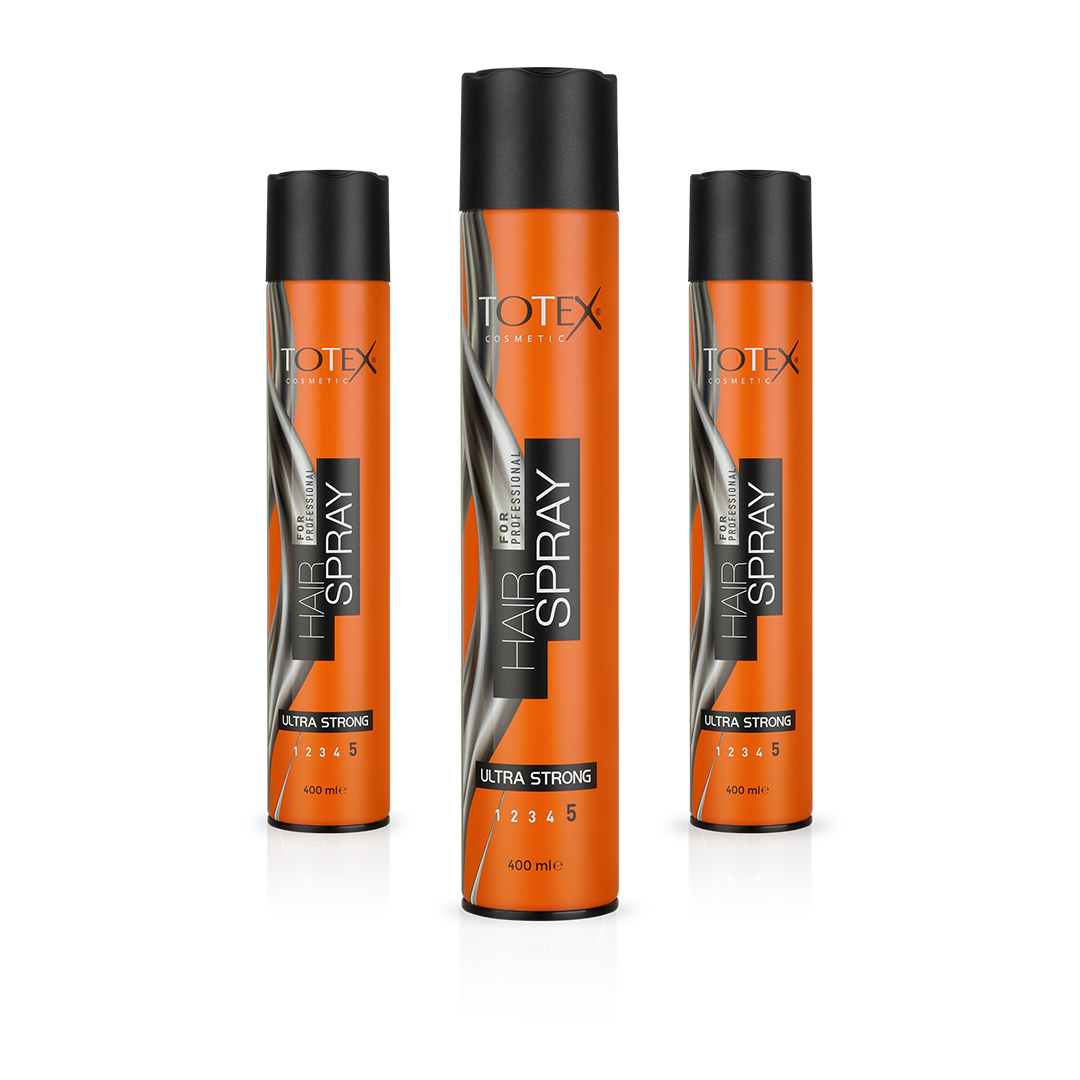 TOTEX®
COSMETIC
FOR
PROFESSIONAL
HAIR
SPRAY
ULTRA STRONG
1 2 3 4 5
400 ml℮
TOTEX®
COSMETIC
FOR
PROFESSIONAL
HAIR
SPRAY
ULTRA STRONG
1 2 3 4 5
400 ml℮
TOTEX®
COSMETIC
FOR
PROFESSIONAL
HAIR
SPRAY
ULTRA STRONG
1 2 3 4 5
400 ml℮